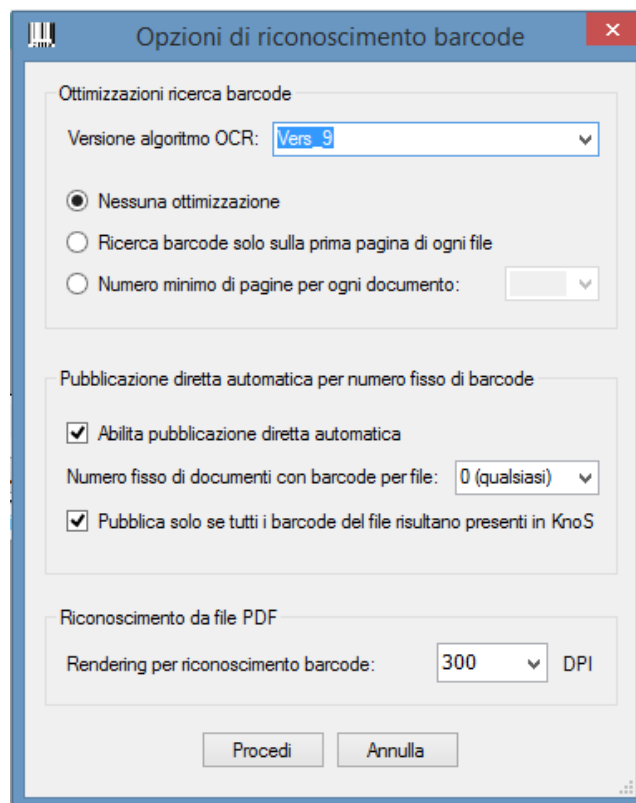 Opzioni di riconoscimento barcode
Ottimizzazioni ricerca barcode
Versione algoritmo OCR: Vers_9
Nessuna ottimizzazione
Ricerca barcode solo sulla prima pagina di ogni file
Numero minimo di pagine per ogni documento:
Pubblicazione diretta automatica per numero fisso di barcode
Abilita pubblicazione diretta automatica
Numero fisso di documenti con barcode per file: 0 (qualsiasi)
Pubblica solo se tutti i barcode del file risultano presenti in KnoS
Riconoscimento da file PDF
Rendering per riconoscimento barcode: 300 DPI
Procedi Annulla